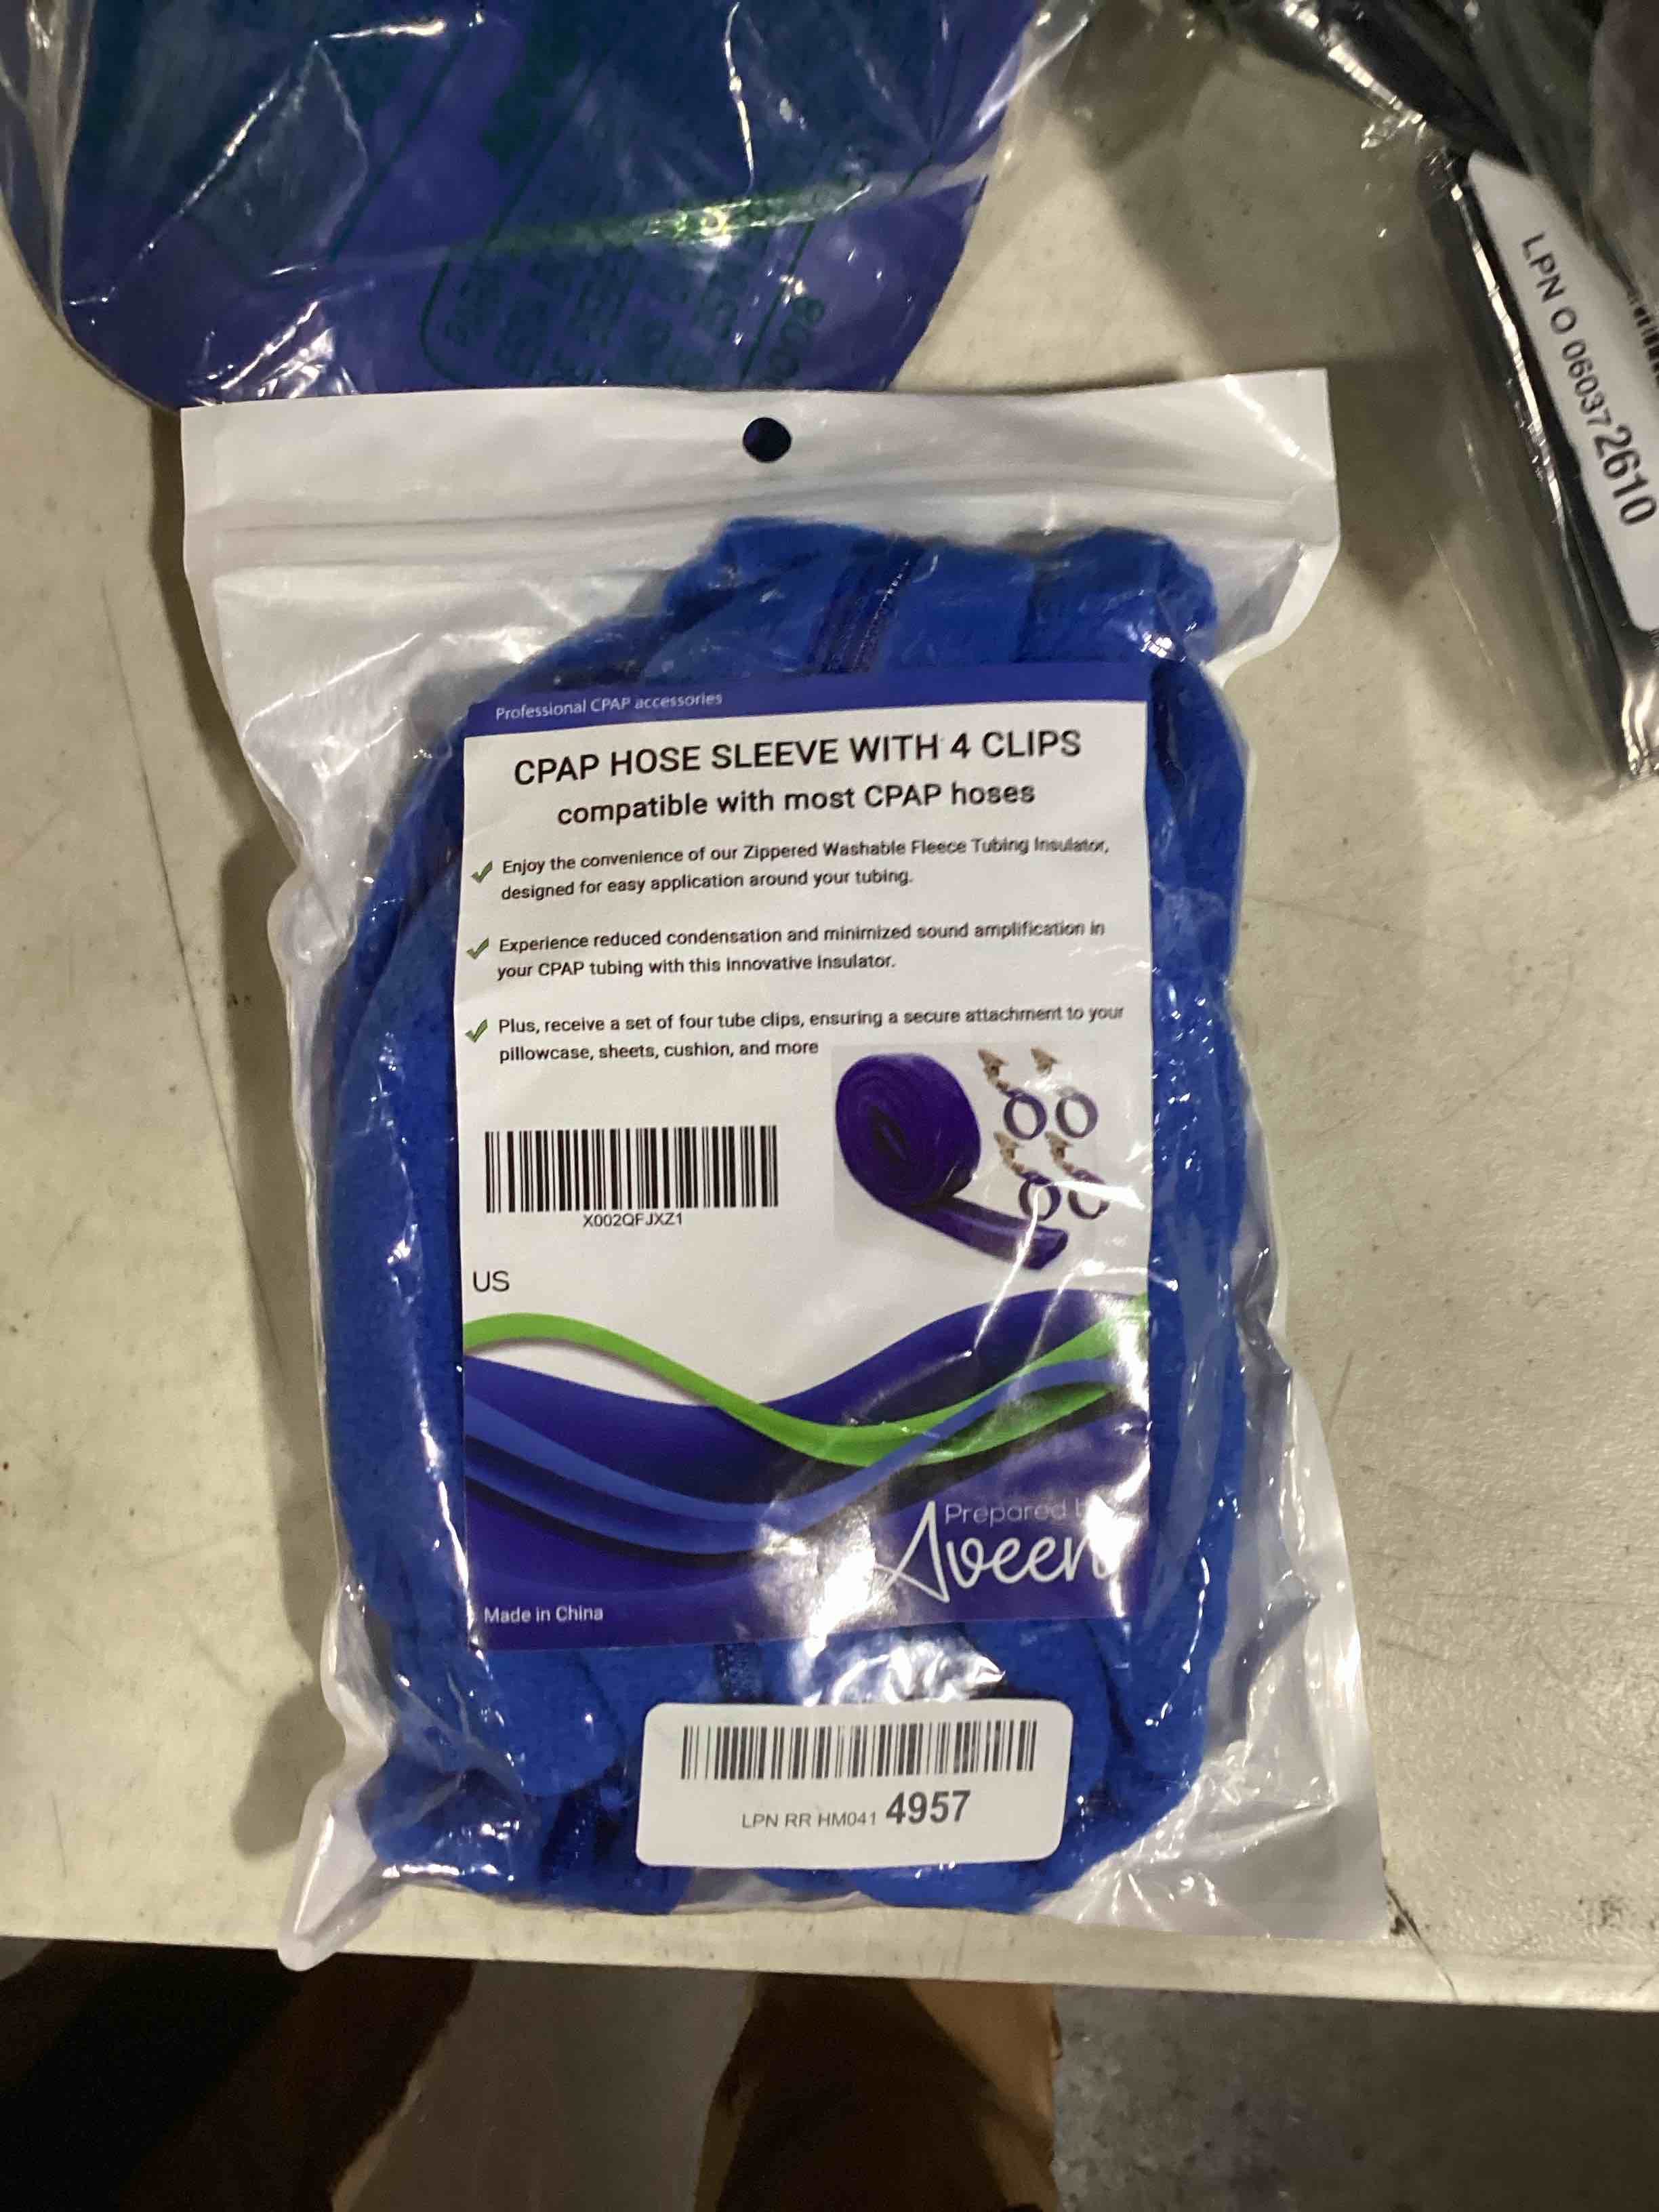 LPN O 060372610
Professional CPAP accessories
CPAP HOSE SLEEVE WITH 4 CLIPS
compatible with most CPAP hoses
Enjoy the convenience of our Zippered Washable Fleece Tubing Insulator,
designed for easy application around your tubing.
Experience reduced condensation and minimized sound amplification in
your CPAP tubing with this innovative insulator.
Plus, receive a set of four tube clips, ensuring a secure attachment to your
pillowcase, sheets, cushion, and more
X002QFJXZ1
US
Prepared
Aveen
Made in China
LPN RR HM041 4957